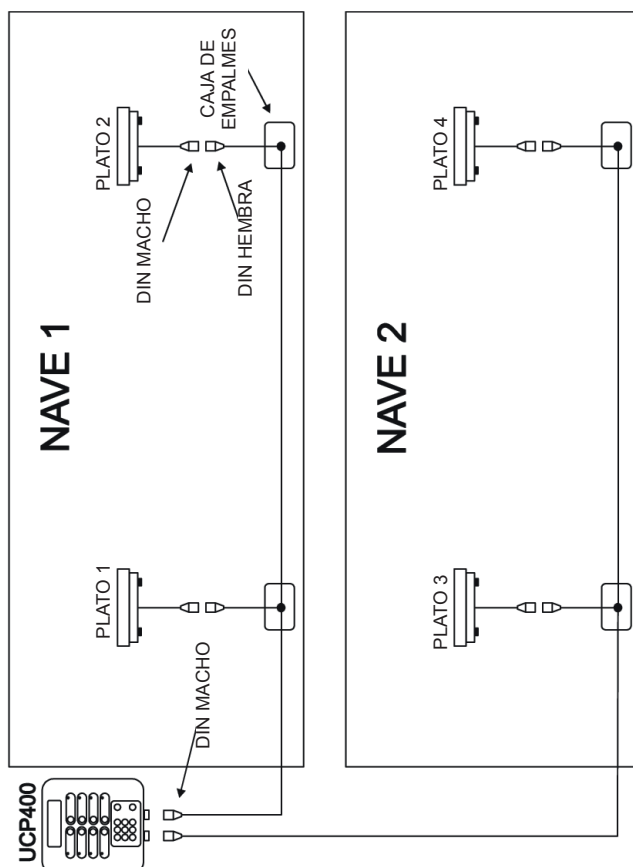 UCP400
DIN MACHO
NAVE 1
PLATO 1
PLATO 2
DIN MACHO
DIN HEMBRA
CAJA DE
EMPALMES
NAVE 2
PLATO 3
PLATO 4